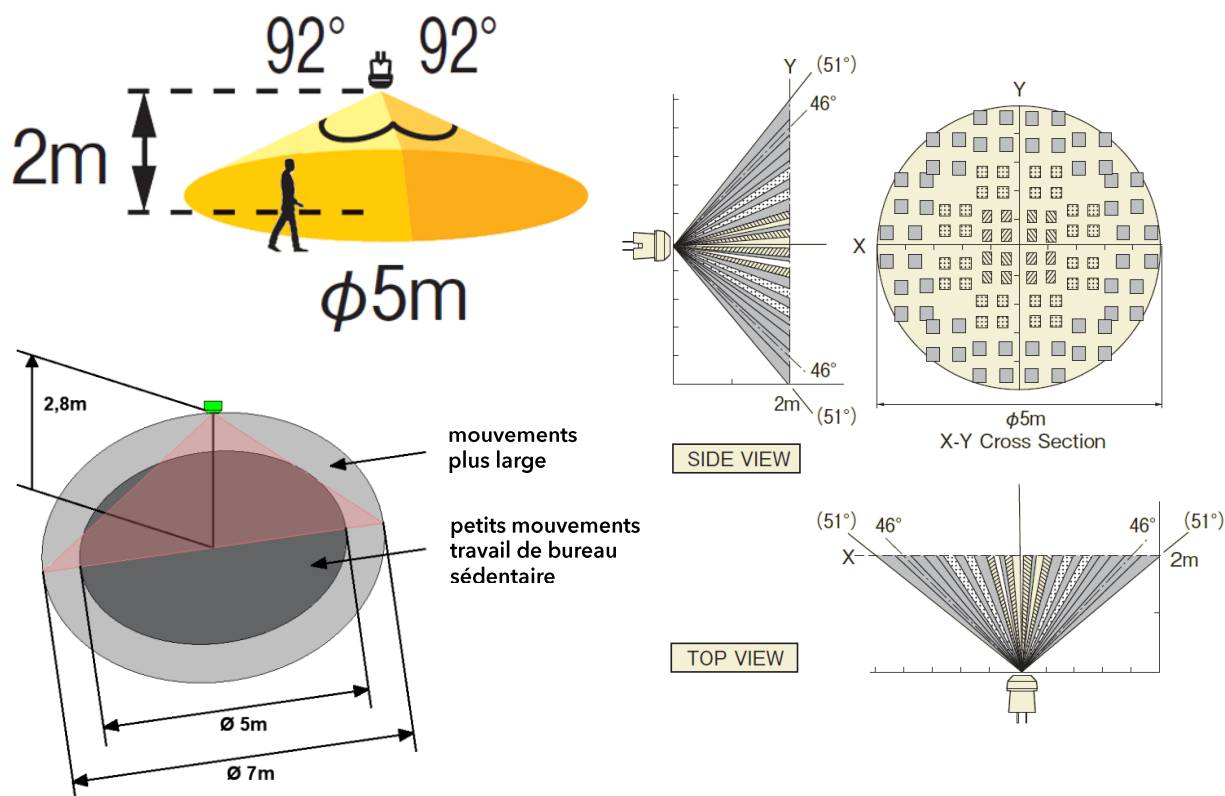 92° 92°
2m
ϕ5m
Y
(51°)
46°
46°
2m
(51°)
SIDE VIEW
Y
X
ϕ5m
X-Y Cross Section
2,8m
mouvements
plus large
petits mouvements
travail de bureau
sédentaire
Ø 5m
Ø 7m
(51°)
46°
46°
(51°)
X
2m
TOP VIEW